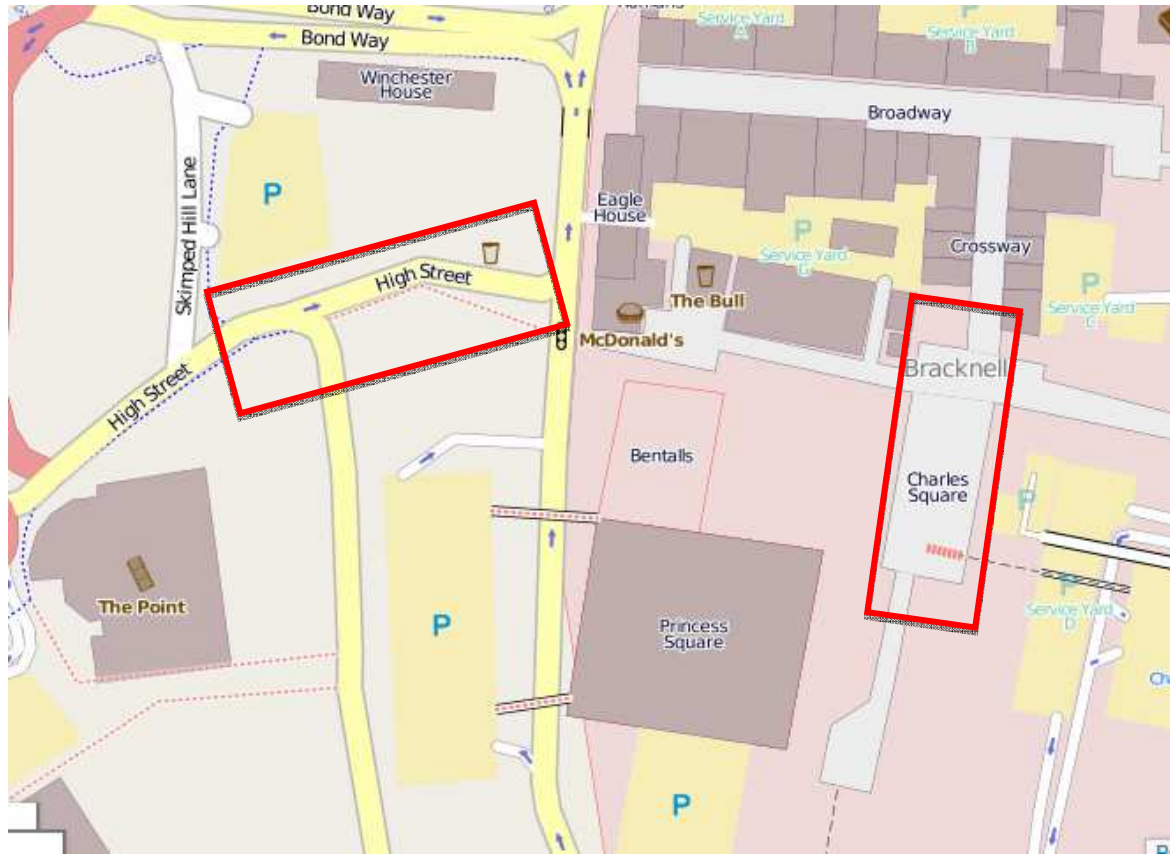 Bond Way
Bond Way
Service Yard
A
P
Service Yard
B
Winchester
House
Broadway
Skimped Hill Lane
P
Eagle
House
P
Service Yard
G
Crossway
High Street
The Bull
P
Service Yard
C
McDonald's
Bracknell
High Street
Bentalls
Charles
Square
P
The Point
P
Princess
Square
P
Service Yard
D
P